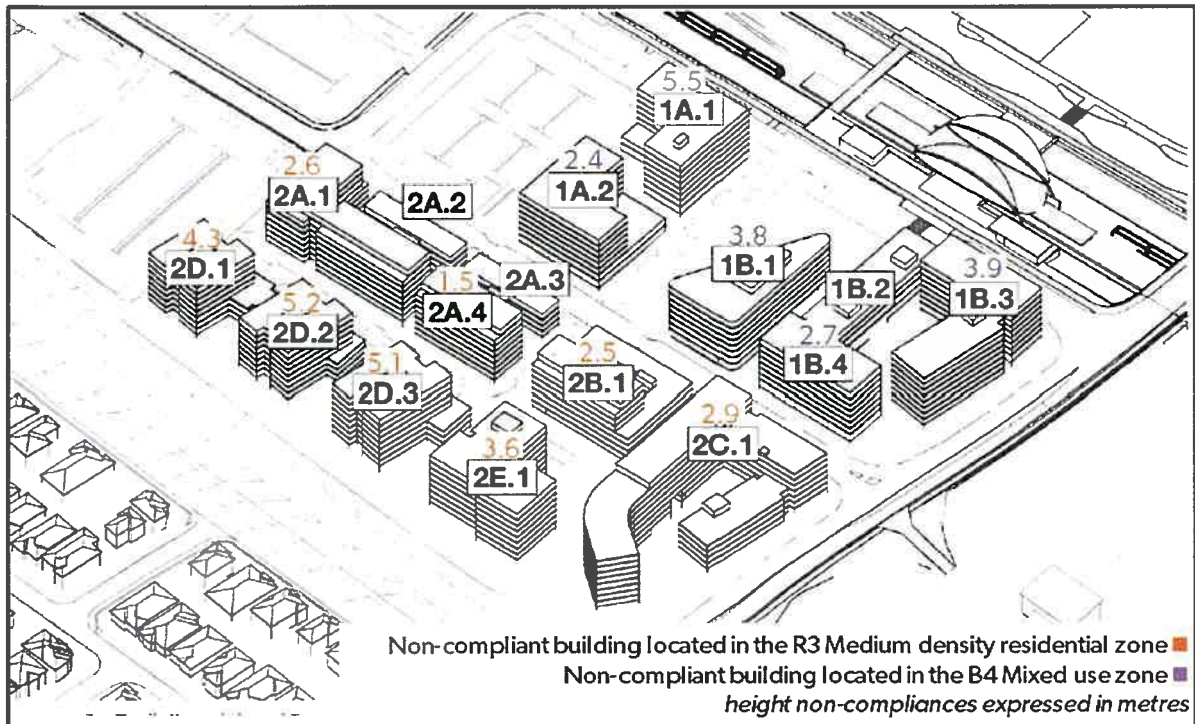 5.5
1A.1
2.4
1A.2
2.6
2A.1
2A.2
4.3
2D.1
3.8
1B.1
3.9
1B.3
1B.2
2A.3
1.5
2A.4
5.2
2D.2
2.7
1B.4
2.5
2B.1
5.1
2D.3
2.9
2C.1
3.6
2E.1
Non-compliant building located in the R3 Medium density residential zone
Non-compliant building located in the B4 Mixed use zone
height non-compliances expressed in metres